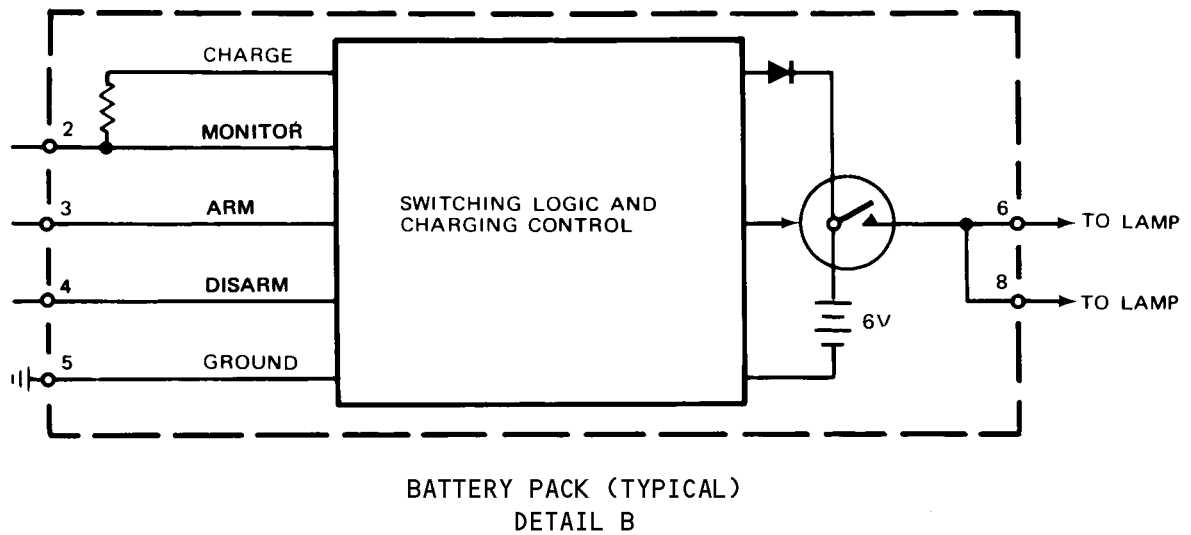 CHARGE
2
MONITOR
3
ARM
SWITCHING LOGIC AND
CHARGING CONTROL
6
TO LAMP
4
DISARM
8
TO LAMP
6V
5
GROUND
BATTERY PACK (TYPICAL)
DETAIL B